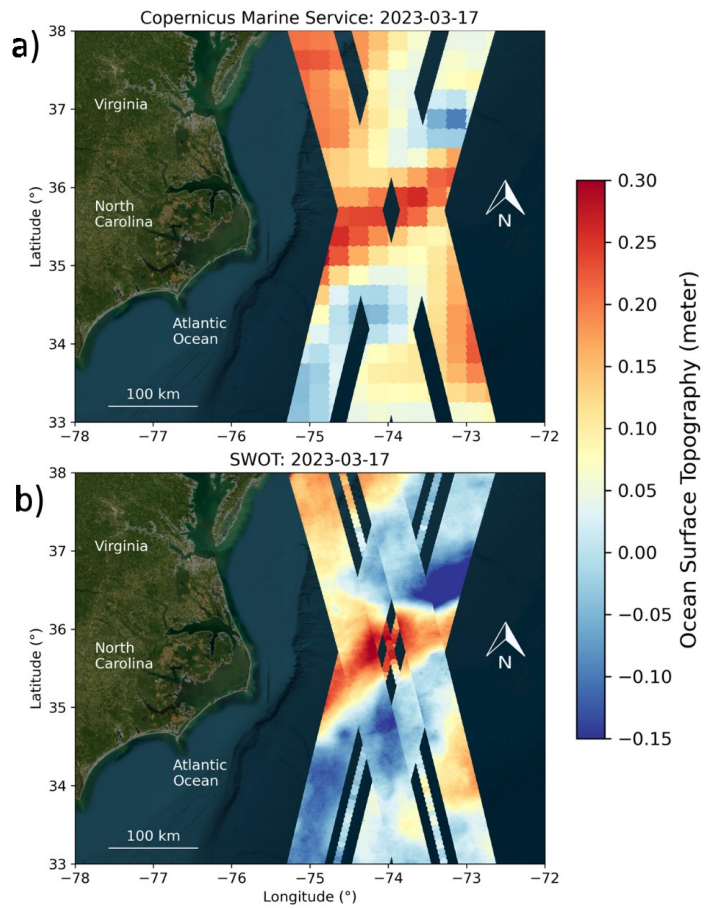 Copernicus Marine Service: 2023-03-17
a)
38
37
36
35
34
33
Latitude (°)
Virginia
North
Carolina
Atlantic
Ocean
100 km
N
−78
−77
−76
−75
−74
−73
−72
SWOT: 2023-03-17
b)
38
37
36
35
34
33
Latitude (°)
Virginia
North
Carolina
Atlantic
Ocean
100 km
N
−78
−77
−76
−75
−74
−73
−72
Longitude (°)
0.30
0.25
0.20
0.15
0.10
0.05
0.00
−0.05
−0.10
−0.15
Ocean Surface Topography (meter)